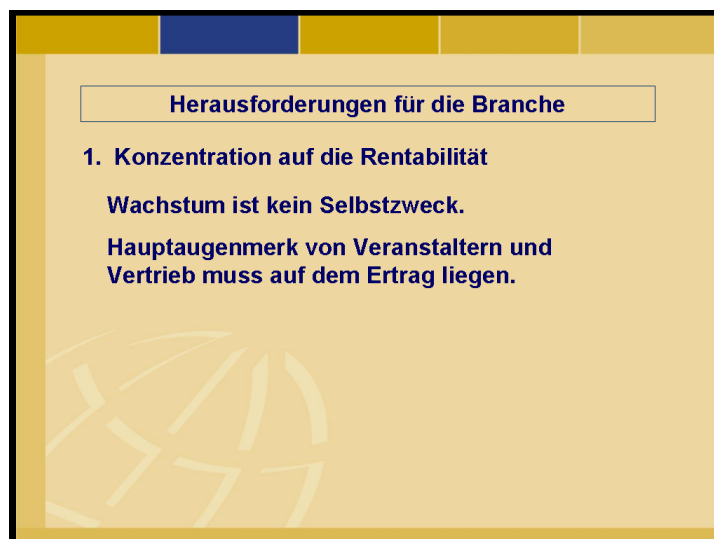 Herausforderungen für die Branche
1. Konzentration auf die Rentabilität
Wachstum ist kein Selbstzweck.
Hauptaugenmerk von Veranstaltern und
Vertrieb muss auf dem Ertrag liegen.